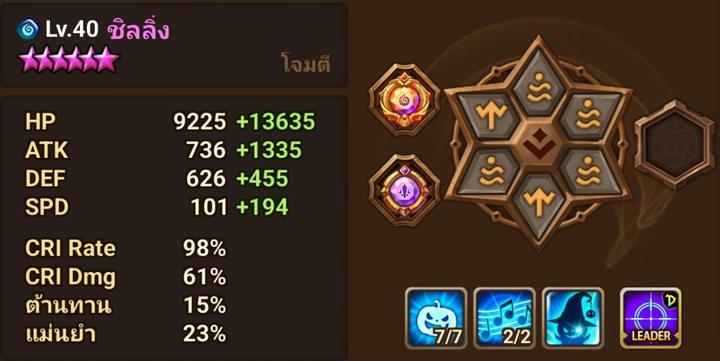 Lv.40 ชิลลิ่ง
โจมตี
HP 9225 +13635
ATK 736 +1335
DEF 626 +455
SPD 101 +194
CRI Rate 98%
CRI Dmg 61%
ต้านทาน 15%
แม่นยำ 23%
7/7 2/2 LEADER